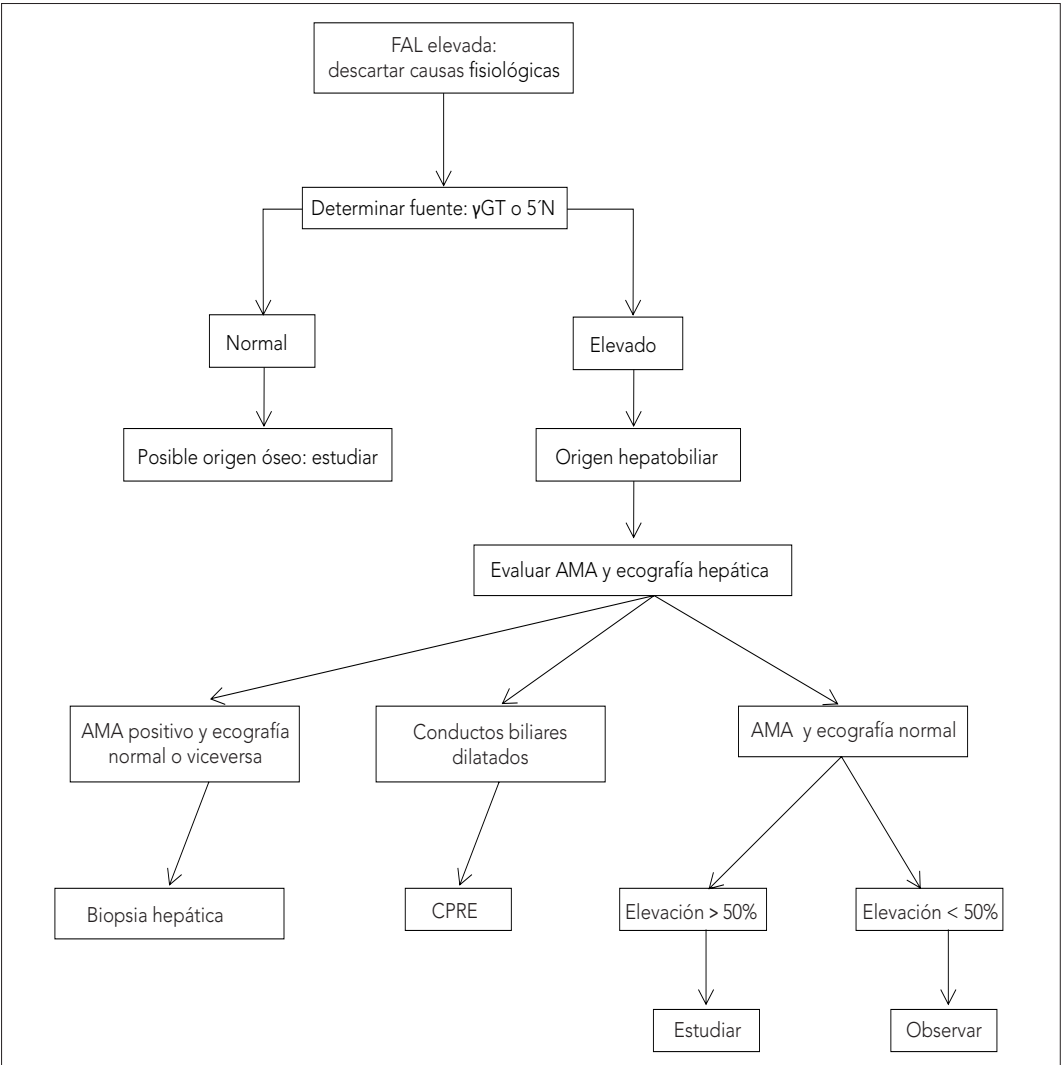 FAL elevada:
descartar causas fisiológicas
Determinar fuente: γGT o 5´N
Normal
Elevado
Posible origen óseo: estudiar
Origen hepatobiliar
Evaluar AMA y ecografía hepática
AMA positivo y ecografía
normal o viceversa
Conductos biliares
dilatados
AMA y ecografía normal
Biopsia hepática
CPRE
Elevación > 50%
Elevación < 50%
Estudiar
Observar